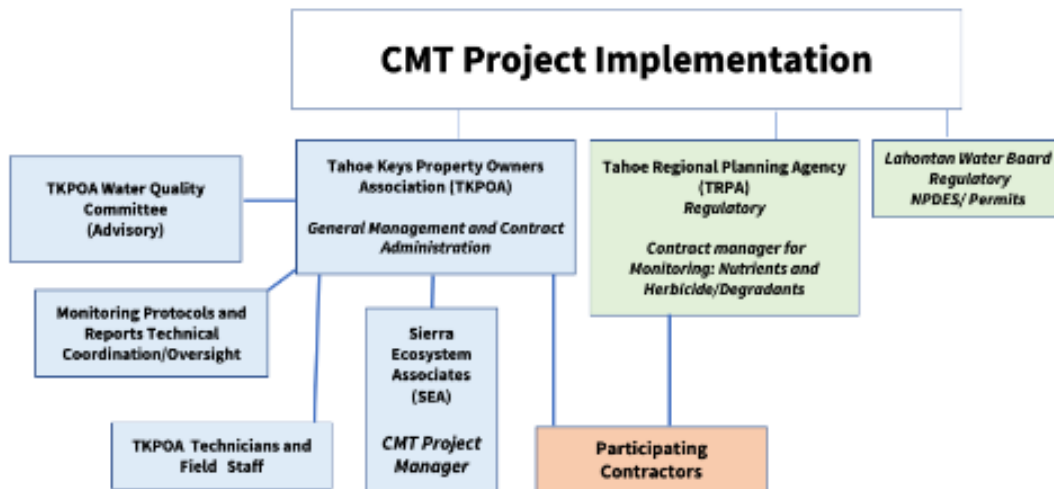 CMT Project Implementation
TKPOA Water Quality
Committee
(Advisory)
Tahoe Keys Property Owners
Association (TKPOA)
General Management and Contract
Administration
Tahoe Regional Planning Agency
(TRPA)
Regulatory
Contract manager for
Monitoring: Nutrients and
Herbicide/Degradants
Lahontan Water Baard
Regulatory
NPDES/ Permits
Monitoring Protocols and
Reports Technical
Coordination/Oversight
Sierra
Ecosystem
Associates
(SEA)
CMT Project
Manager
TKPOA Technicians and
Field Staff
Participating
Contractors